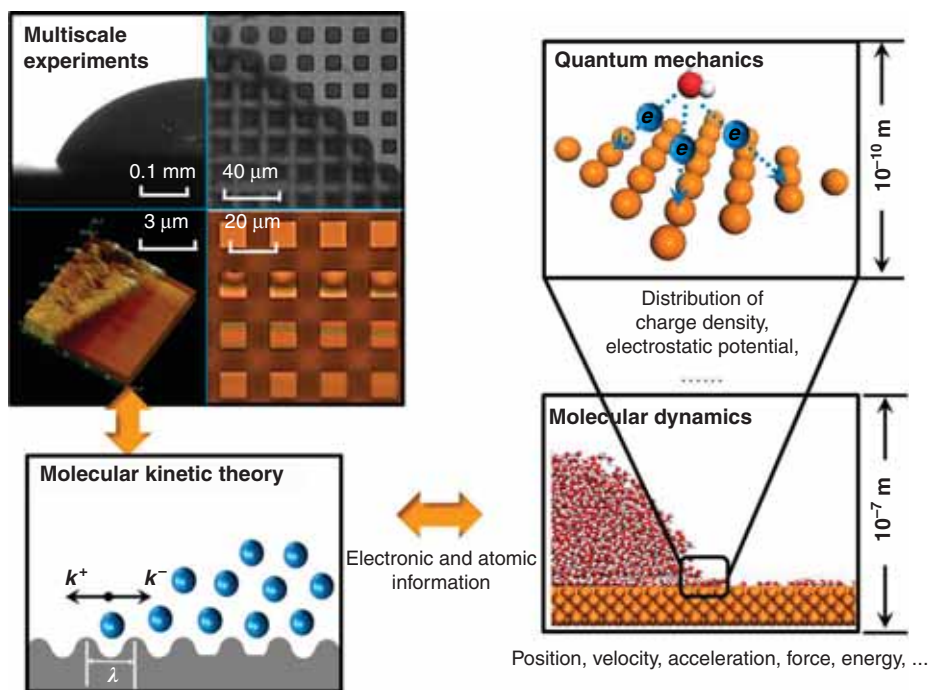 Multiscale
experiments
0.1 mm
40 μm
3 μm
20 μm
Quantum mechanics
e
e
e
10⁻¹⁰ m
Distribution of
charge density,
electrostatic potential,
......
Molecular dynamics
10⁻⁷ m
Position, velocity, acceleration, force, energy, ...
Molecular kinetic theory
k⁺
k⁻
λ
Electronic and atomic
information